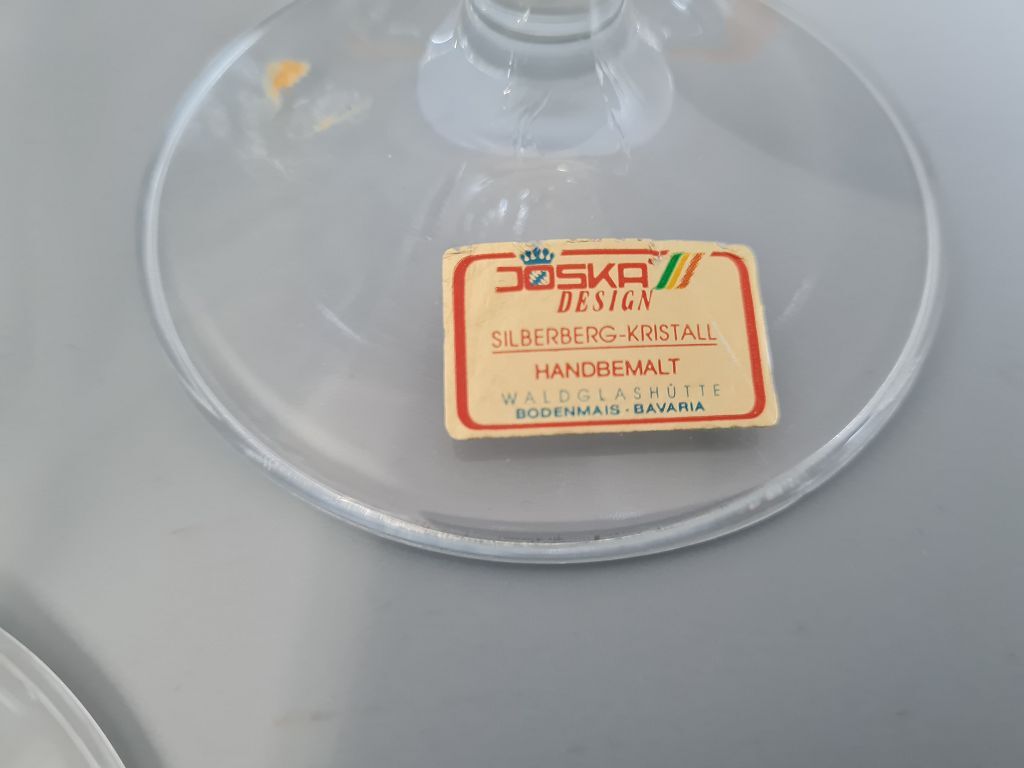 JOSKA
DESIGN
SILBERBERG-KRISTALL
HANDBEMALT
WALDGLASHÜTTE
BODENMAIS - BAVARIA